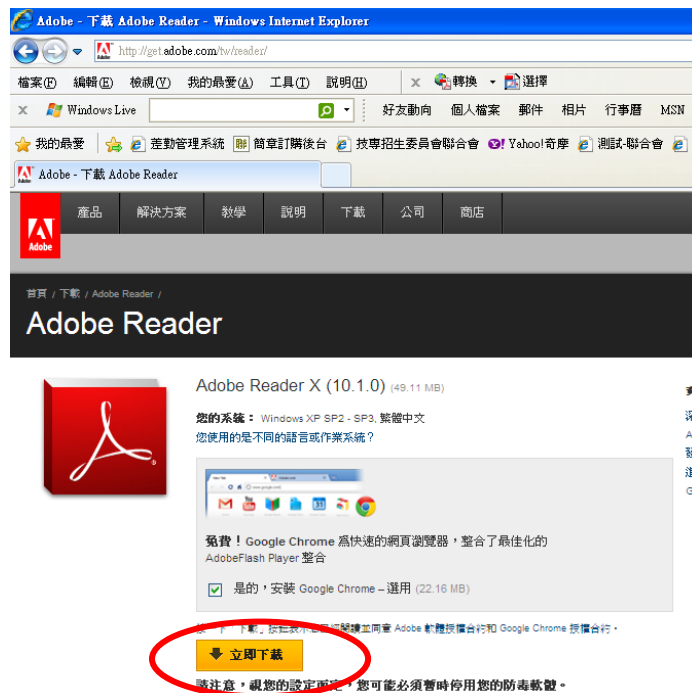 Adobe - 下載 Adobe Reader - Windows Internet Explorer
http://get.adobe.com/tw/reader/
檔案(F) 編輯(E) 檢視(V) 我的最愛(A) 工具(T) 說明(H) x 轉換 選擇
x Windows Live 好友動向 個人檔案 郵件 相片 行事曆 MSN
我的最愛 差勤管理系統 簡章訂購後台 技專招生委員會聯合會 Yahoo!奇摩 測試-聯合會
Adobe - 下載 Adobe Reader
產品 解決方案 教學 說明 下載 公司 商店
Adobe
首頁 / 下載 / Adobe Reader /
Adobe Reader
Adobe Reader X (10.1.0) (49.11 MB)
您的系統: Windows XP SP2 - SP3, 繁體中文
您使用的是不同的語言或作業系統?
免費!Google Chrome 為快速的網頁瀏覽器,整合了最佳化的
AdobeFlash Player 整合
是的,安裝 Google Chrome – 選用 (22.16 MB)
下載」按鈕表示 閱讀並同意 Adobe 軟體授權合約和 Google Chrome 授權合約。
立即下載
請注意,視您的設定而定,您可能必須暫時停用您的防毒軟體。